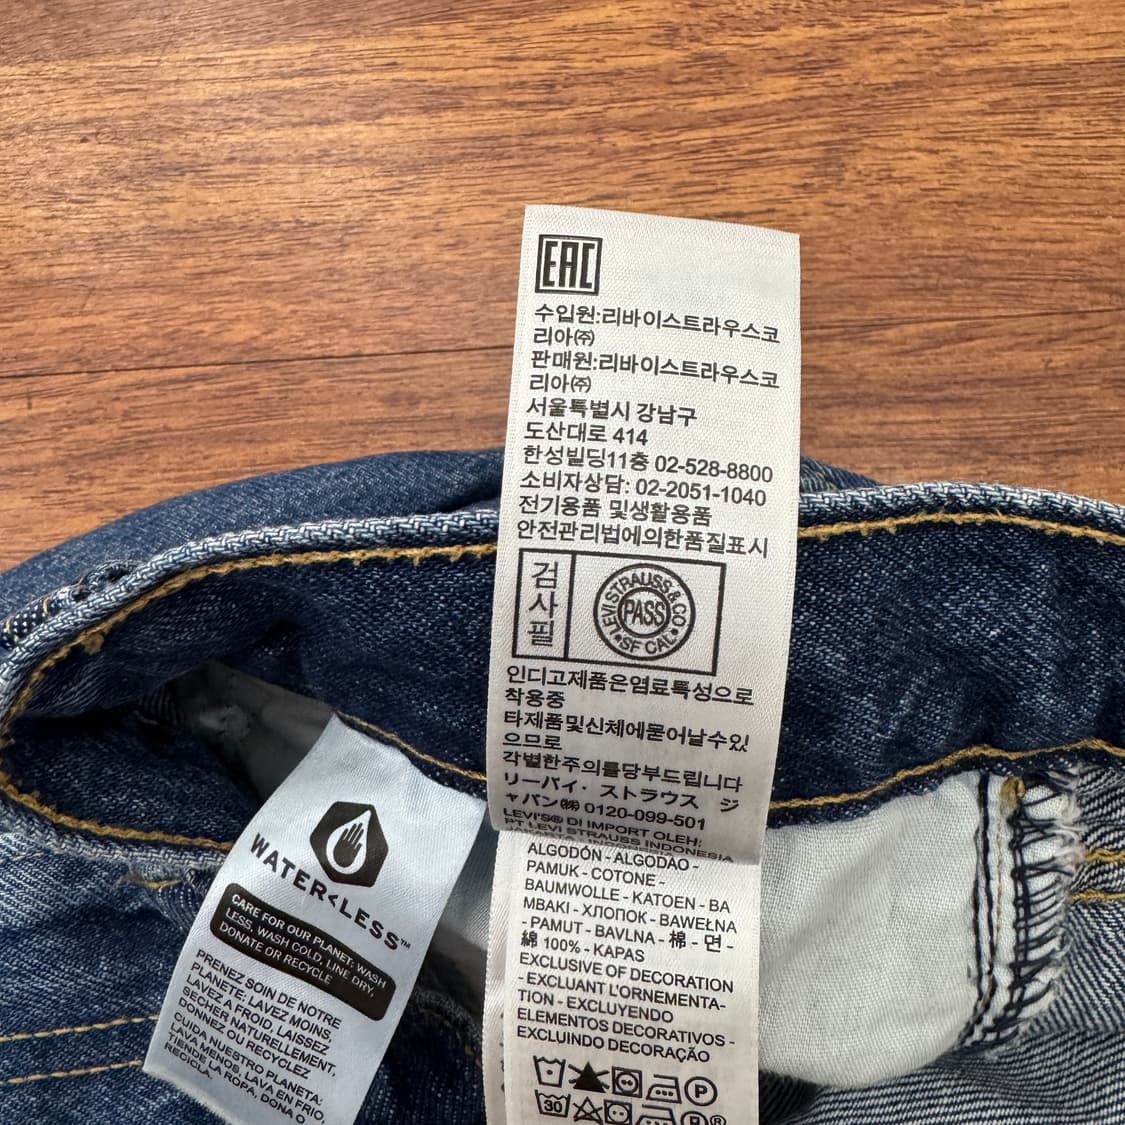 EAC
수입원:리바이스트라우스코
리아㈜
판매원:리바이스트라우스코
리아㈜
서울특별시 강남구
도산대로 414
한성빌딩11층 02-528-8800
소비자상담: 02-2051-1040
전기용품 및생활용품
안전관리법에의한품질표시
검사필
LEVI STRAUSS & CO
PASS
SF CAL
인디고제품은염료특성으로
착용중
타제품및신체에묻어날수있
으므로
각별한주의를당부드립니다
リーバイ・ストラウス ジ
ャパン㈱ 0120-099-501
LEVI'S® DI IMPORT OLEH:
PT LEVI STRAUSS INDONESIA
JAKARTA - INDONESIA
ALGODÓN - ALGODÃO -
PAMUK - COTONE -
BAUMWOLLE - KATOEN - BA
MBAKI - ХЛОПОК - BAWEŁNA
- PAMUT - BAVLNA - 棉 - 면 -
綿 100% - KAPAS
EXCLUSIVE OF DECORATION
- EXCLUANT L'ORNEMENTA-
TION - EXCLUYENDO
ELEMENTOS DECORATIVOS -
EXCLUINDO DECORAÇÃO
P
30
WATER<LESS™
CARE FOR OUR PLANET: WASH
LESS, WASH COLD, LINE DRY,
DONATE OR RECYCLE
PRENEZ SOIN DE NOTRE
PLANÈTE: LAVEZ MOINS,
LAVEZ A FROID, LAISSEZ
SECHER NATURELLEMENT,
DONNEZ OU RECYCLEZ
CUIDA NUESTRO PLANETA:
LAVA MENOS, LAVA EN FRIO,
TIENDE LA ROPA, DONA O
RECICLA.